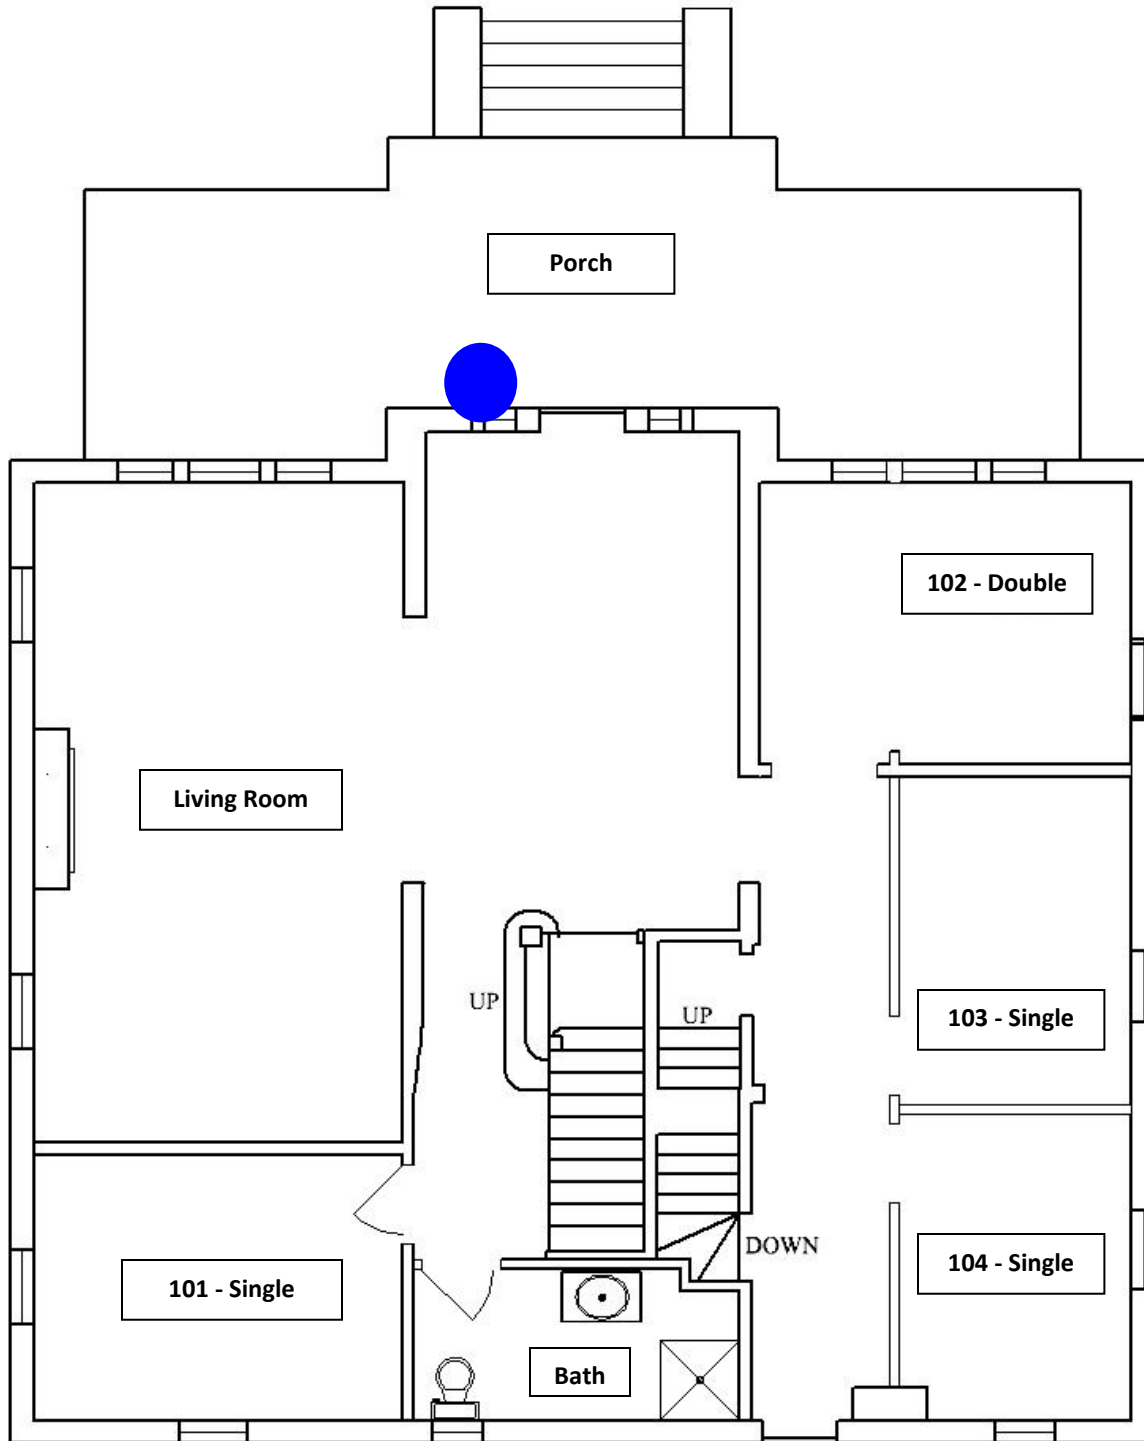 Porch
102 - Double
Living Room
UP
UP
103 - Single
DOWN
101 - Single
104 - Single
Bath